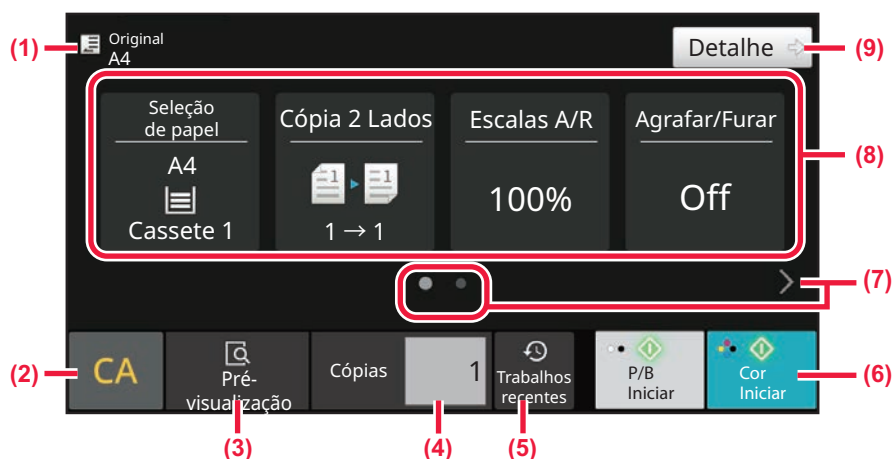 (1)
Original
A4
Detalhe
(9)
Seleção
de papel
A4
Cassete 1
Cópia 2 Lados
1
1
1 → 1
Escalas A/R
100%
Agrafar/Furar
Off
(8)
(7)
(2)
CA
Pré-
visualização
Cópias
1
Trabalhos
recentes
P/B
Iniciar
Cor
Iniciar
(6)
(3)
(4)
(5)